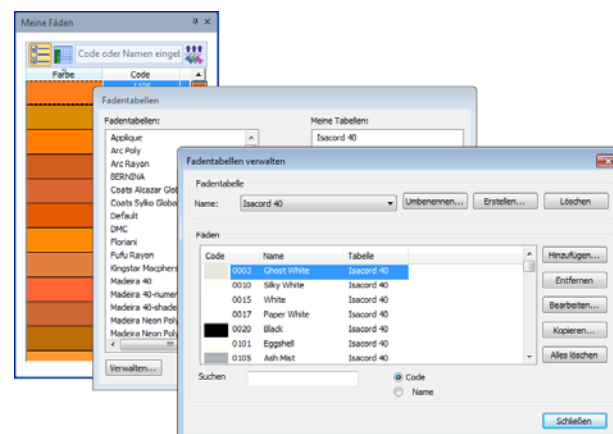 Meine Fäden
Code oder Namen eingel
Farbe Code
Fadentabellen
Fadentabellen: Meine Tabellen:
Applique Isacord 40
Arc Poly
Arc Rayon
BERNINA
Coats Alcazar Glob
Coats Sylko Globa
Default
DMC
Floriani
Fufu Rayon
Kingstar Macphers
Madeira 40
Madeira 40-numer
Madeira 40-shade
Madeira Neon Poly
Madeira Neon Poly
Verwalten...
Fadentabellen verwalten
Fadentabelle
Name: Isacord 40 Umbenennen... Erstellen... Löschen
Fäden
Code Name Tabelle
0003 Ghost White Isacord 40
0010 Silky White Isacord 40
0015 White Isacord 40
0017 Paper White Isacord 40
0020 Black Isacord 40
0101 Eggshell Isacord 40
0105 Ash Mist Isacord 40
Hinzufügen...
Entfernen
Bearbeiten...
Kopieren...
Alles löschen
Suchen Code
Name
Schließen